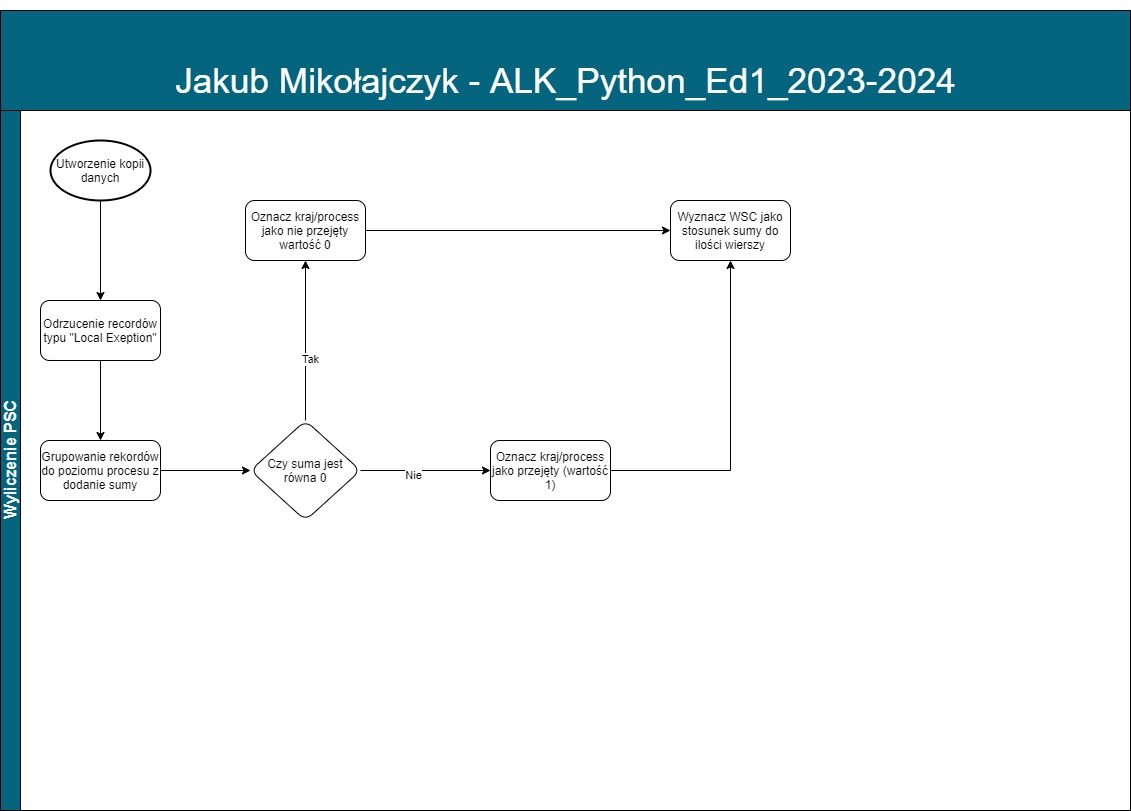 Jakub Mikołajczyk - ALK_Python_Ed1_2023-2024
Wyliczenie PSC
Utworzenie kopii
danych
Odrzucenie recordów
typu "Local Exeption"
Grupowanie rekordów
do poziomu procesu z
dodanie sumy
Czy suma jest
równa 0
Tak
Oznacz kraj/process
jako nie przejęty
wartość 0
Nie
Oznacz kraj/process
jako przejęty (wartość
1)
Wyznacz WSC jako
stosunek sumy do
ilości wierszy